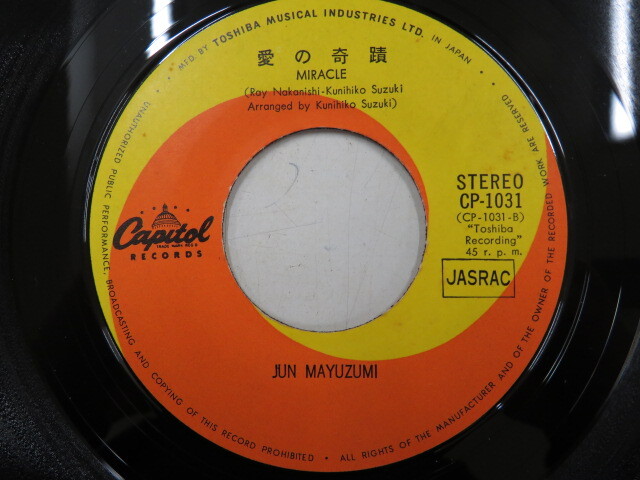 • MFD. BY TOSHIBA MUSICAL INDUSTRIES LTD. IN JAPAN •
愛の奇蹟
MIRACLE
(Ray Nakanishi-Kunihiko Suzuki
Arranged by Kunihiko Suzuki)
STEREO
CP-1031
(CP-1031-B)
"Toshiba
Recording"
45 r. p. m.
JASRAC
Capitol
TRADE MARK REG'D
RECORDS
JUN MAYUZUMI
UNAUTHORIZED PUBLIC PERFORMANCE, BROADCASTING AND COPYING OF THIS RECORD PROHIBITED • ALL RIGHTS OF THE MANUFACTURER AND OF THE OWNER OF THE RECORDED WORK ARE RESERVED